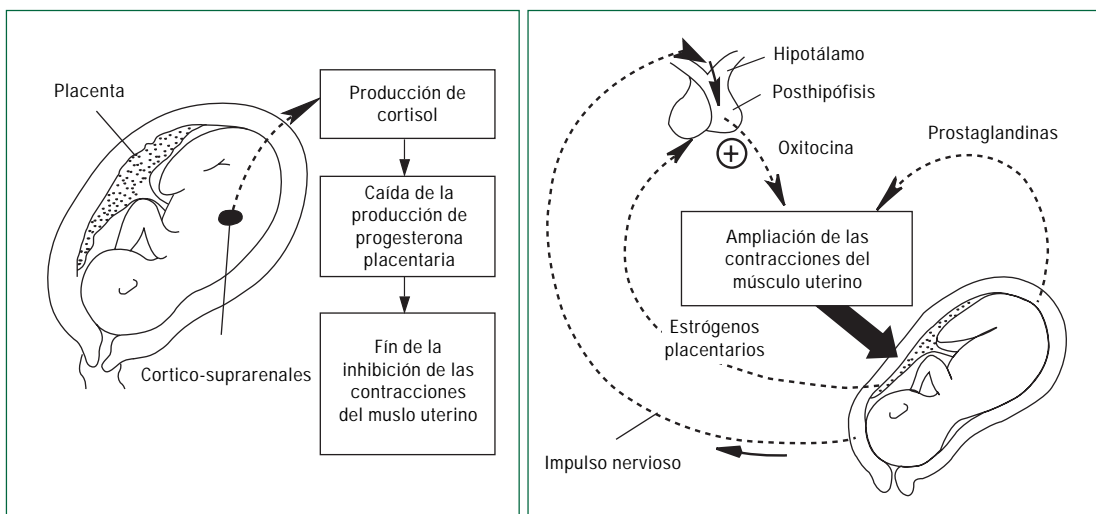 Placenta
Producción de
cortisol
Caída de la
producción de
progesterona
placentaria
Cortico-suprarenales
Fín de la
inhibición de las
contracciones
del muslo uterino
Hipotálamo
Posthipófisis
Oxitocina
Prostaglandinas
+
Ampliación de las
contracciones del
músculo uterino
Estrógenos
placentarios
Impulso nervioso